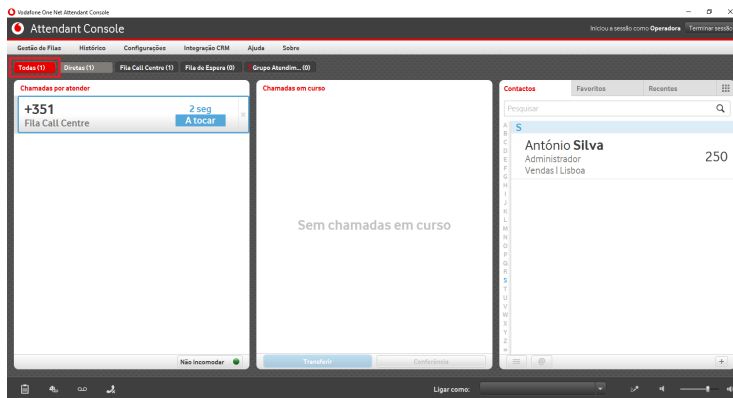 Vodafone One Net Attendant Console
Attendant Console
Iniciou a sessão como Operadora
Terminar sessão
Gestão de Filas
Histórico
Configurações
Integração CRM
Ajuda
Sobre
Todas (1)
Diretas (1)
Fila Call Centre (1)
Fila de Espera (0)
Grupo Atendim... (0)
Chamadas por atender
+351
2 seg
Fila Call Centre
A tocar
Não Incomodar
Chamadas em curso
Sem chamadas em curso
Transferir
Conferência
Contactos
Favoritos
Recentes
Pesquisar
A
B
C
D
E
F
G
H
I
J
K
L
M
N
O
P
Q
R
S
T
U
V
W
X
Y
Z
S
António Silva
Administrador
250
Vendas | Lisboa
@
+
Ligar como: